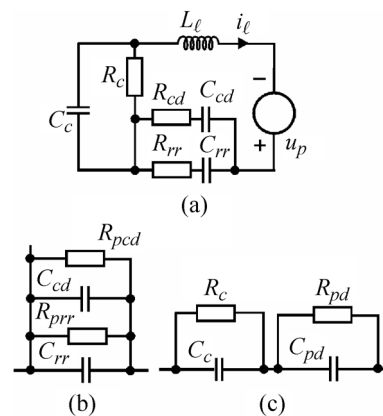 L_ℓ i_ℓ
R_c
C_cd
R_cd
C_c
− 
R_rr C_rr
+ u_p
(a)
R_pcd
C_cd
R_prr
C_rr
(b)
R_c R_pd
C_c C_pd
(c)